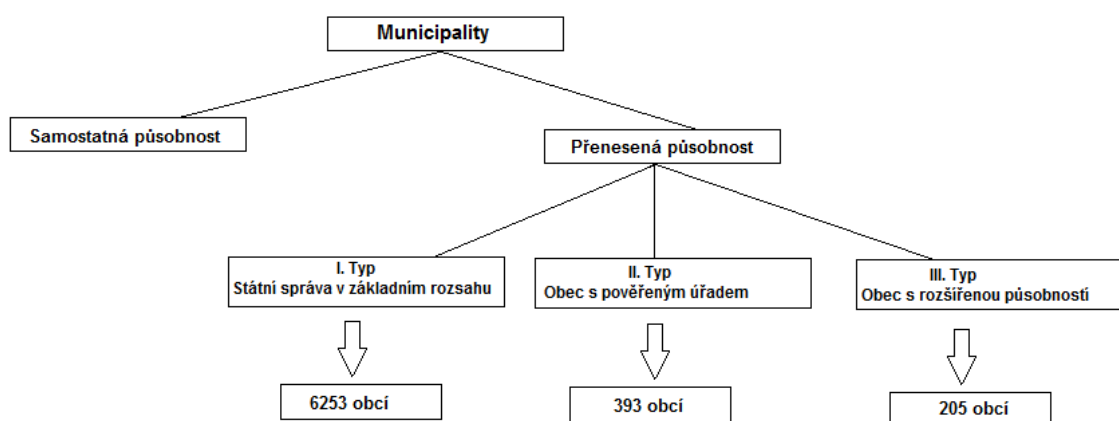 Municipality
Samostatná působnost
Přenesená působnost
I. Typ
Státní správa v základním rozsahu
II. Typ
Obec s pověřeným úřadem
III. Typ
Obec s rozšířenou působností
6253 obcí
393 obcí
205 obcí